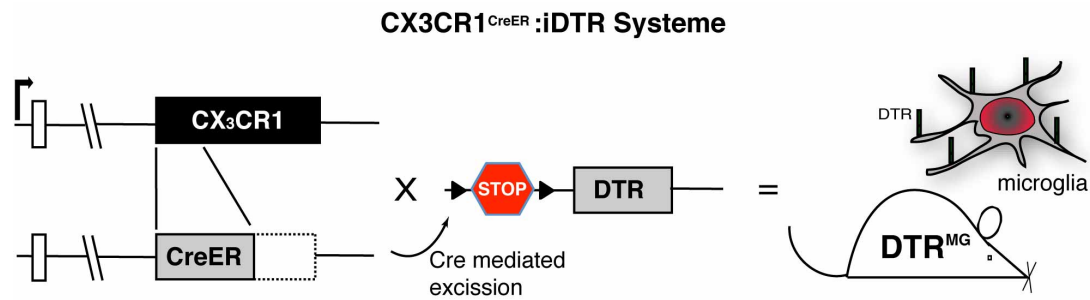 CX3CR1CreER :iDTR Systeme
CX3CR1
DTR
microglia
X
STOP
DTR
=
CreER
Cre mediated
excission
DTRMG